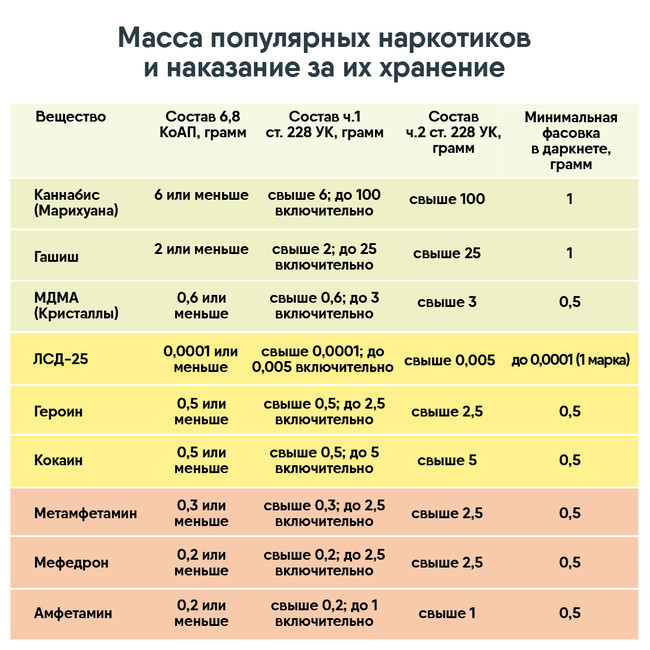 Масса популярных наркотиков
и наказание за их хранение
Вещество
Состав 6,8
КоАП, грамм
Состав ч.1
ст. 228 УК, грамм
Состав
ч.2 ст. 228 УК,
грамм
Минимальная
фасовка
в даркнете,
грамм
Каннабис
(Марихуана)
6 или меньше
свыше 6; до 100
включительно
свыше 100
1
Гашиш
2 или меньше
свыше 2; до 25
включительно
свыше 25
1
МДМА
(Кристаллы)
0,6 или
меньше
свыше 0,6; до 3
включительно
свыше 3
0,5
ЛСД-25
0,0001 или
меньше
свыше 0,0001; до
0,005 включительно
свыше 0,005
до 0,0001 (1 марка)
Героин
0,5 или
меньше
свыше 0,5; до 2,5
включительно
свыше 2,5
0,5
Кокаин
0,5 или
меньше
свыше 0,5; до 5
включительно
свыше 5
0,5
Метамфетамин
0,3 или
меньше
свыше 0,3; до 2,5
включительно
свыше 2,5
0,5
Мефедрон
0,2 или
меньше
свыше 0,2; до 2,5
включительно
свыше 2,5
0,5
Амфетамин
0,2 или
меньше
свыше 0,2; до 1
включительно
свыше 1
0,5